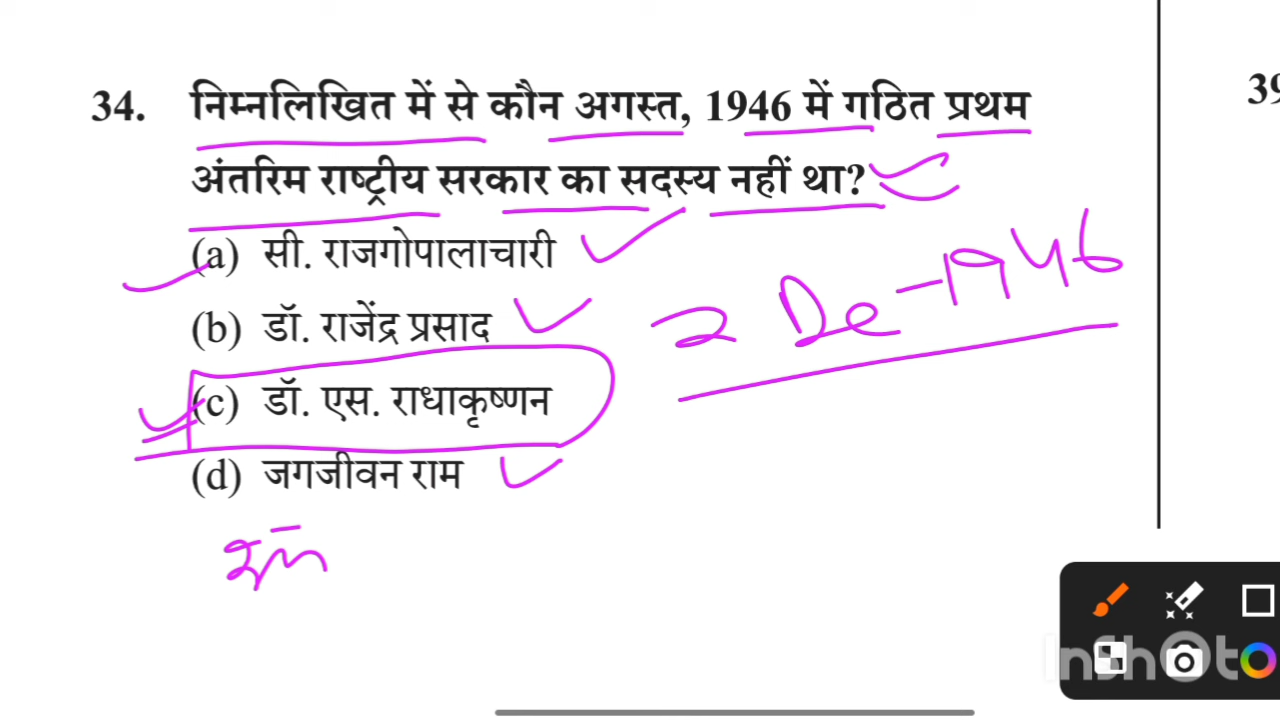 34. निम्नलिखित में से कौन अगस्त, 1946 में गठित प्रथम
अंतरिम राष्ट्रीय सरकार का सदस्य नहीं था?
(a) सी. राजगोपालाचारी
(b) डॉ. राजेंद्र प्रसाद
2 De-1946
(c) डॉ. एस. राधाकृष्णन
(d) जगजीवन राम
39
InShOto